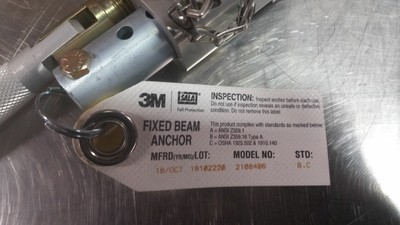 3M
SALA
Fall Protection
INSPECTION: Inspect anchor before each use.
Do not use if inspection reveals an unsafe or defective
condition. Do not remove this label.
FIXED BEAM
ANCHOR
This product complies with standards as marked below:
A = ANSI Z359.1
B = ANSI Z359.18 Type A
C = OSHA 1926.502 & 1910.140
MFRD(YR/MO)/LOT:
MODEL NO:
STD:
18/OCT 18102220 2108406 B,C